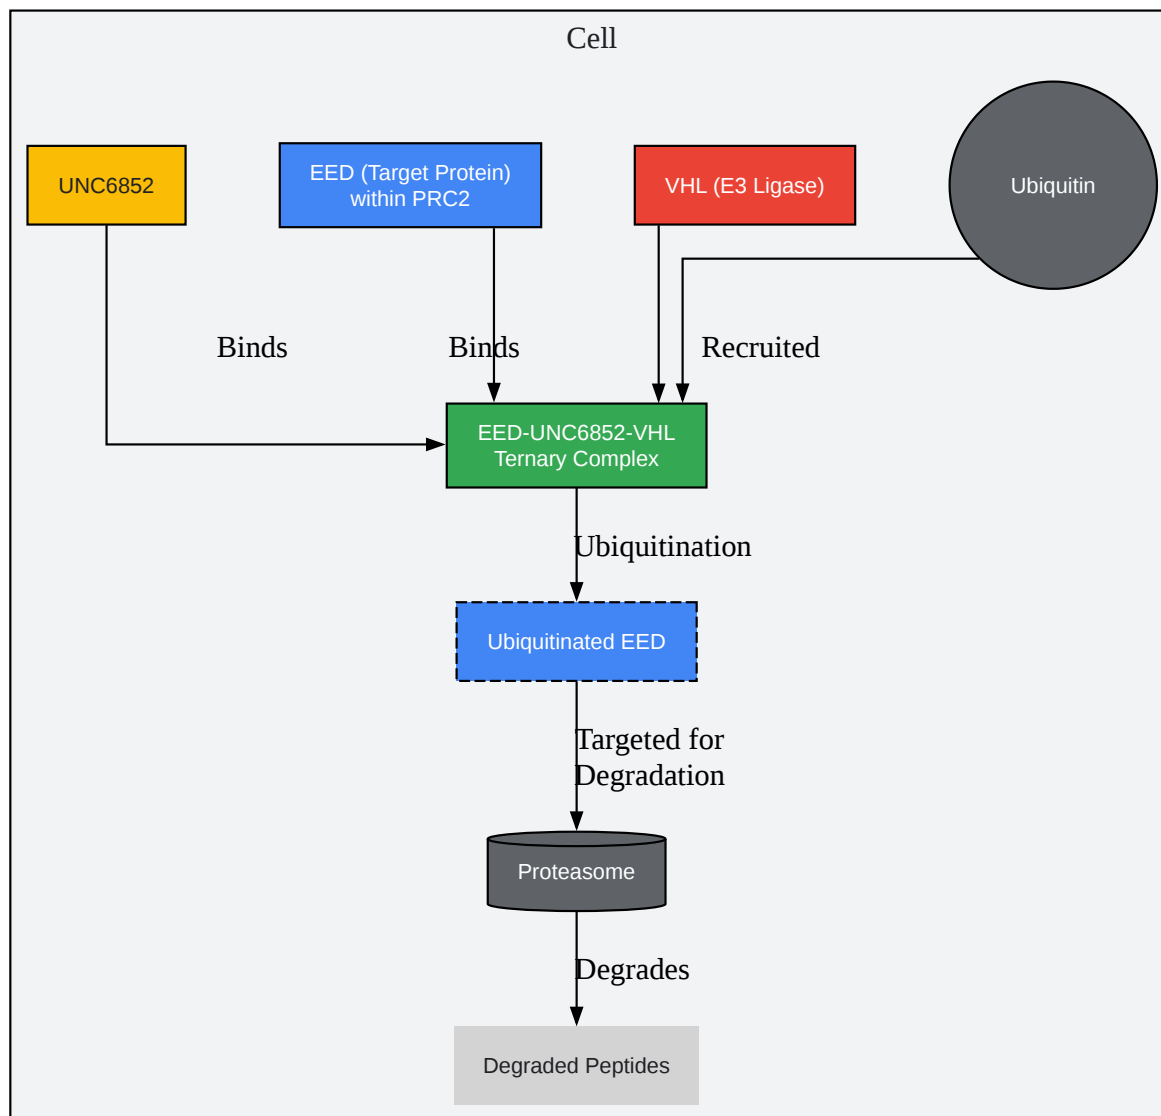 Cell
UNC6852
EED (Target Protein)
within PRC2
VHL (E3 Ligase)
Ubiquitin
Binds
Binds
Recruited
EED-UNC6852-VHL
Ternary Complex
Ubiquitination
Ubiquitinated EED
Targeted for
Degradation
Proteasome
Degrades
Degraded Peptides